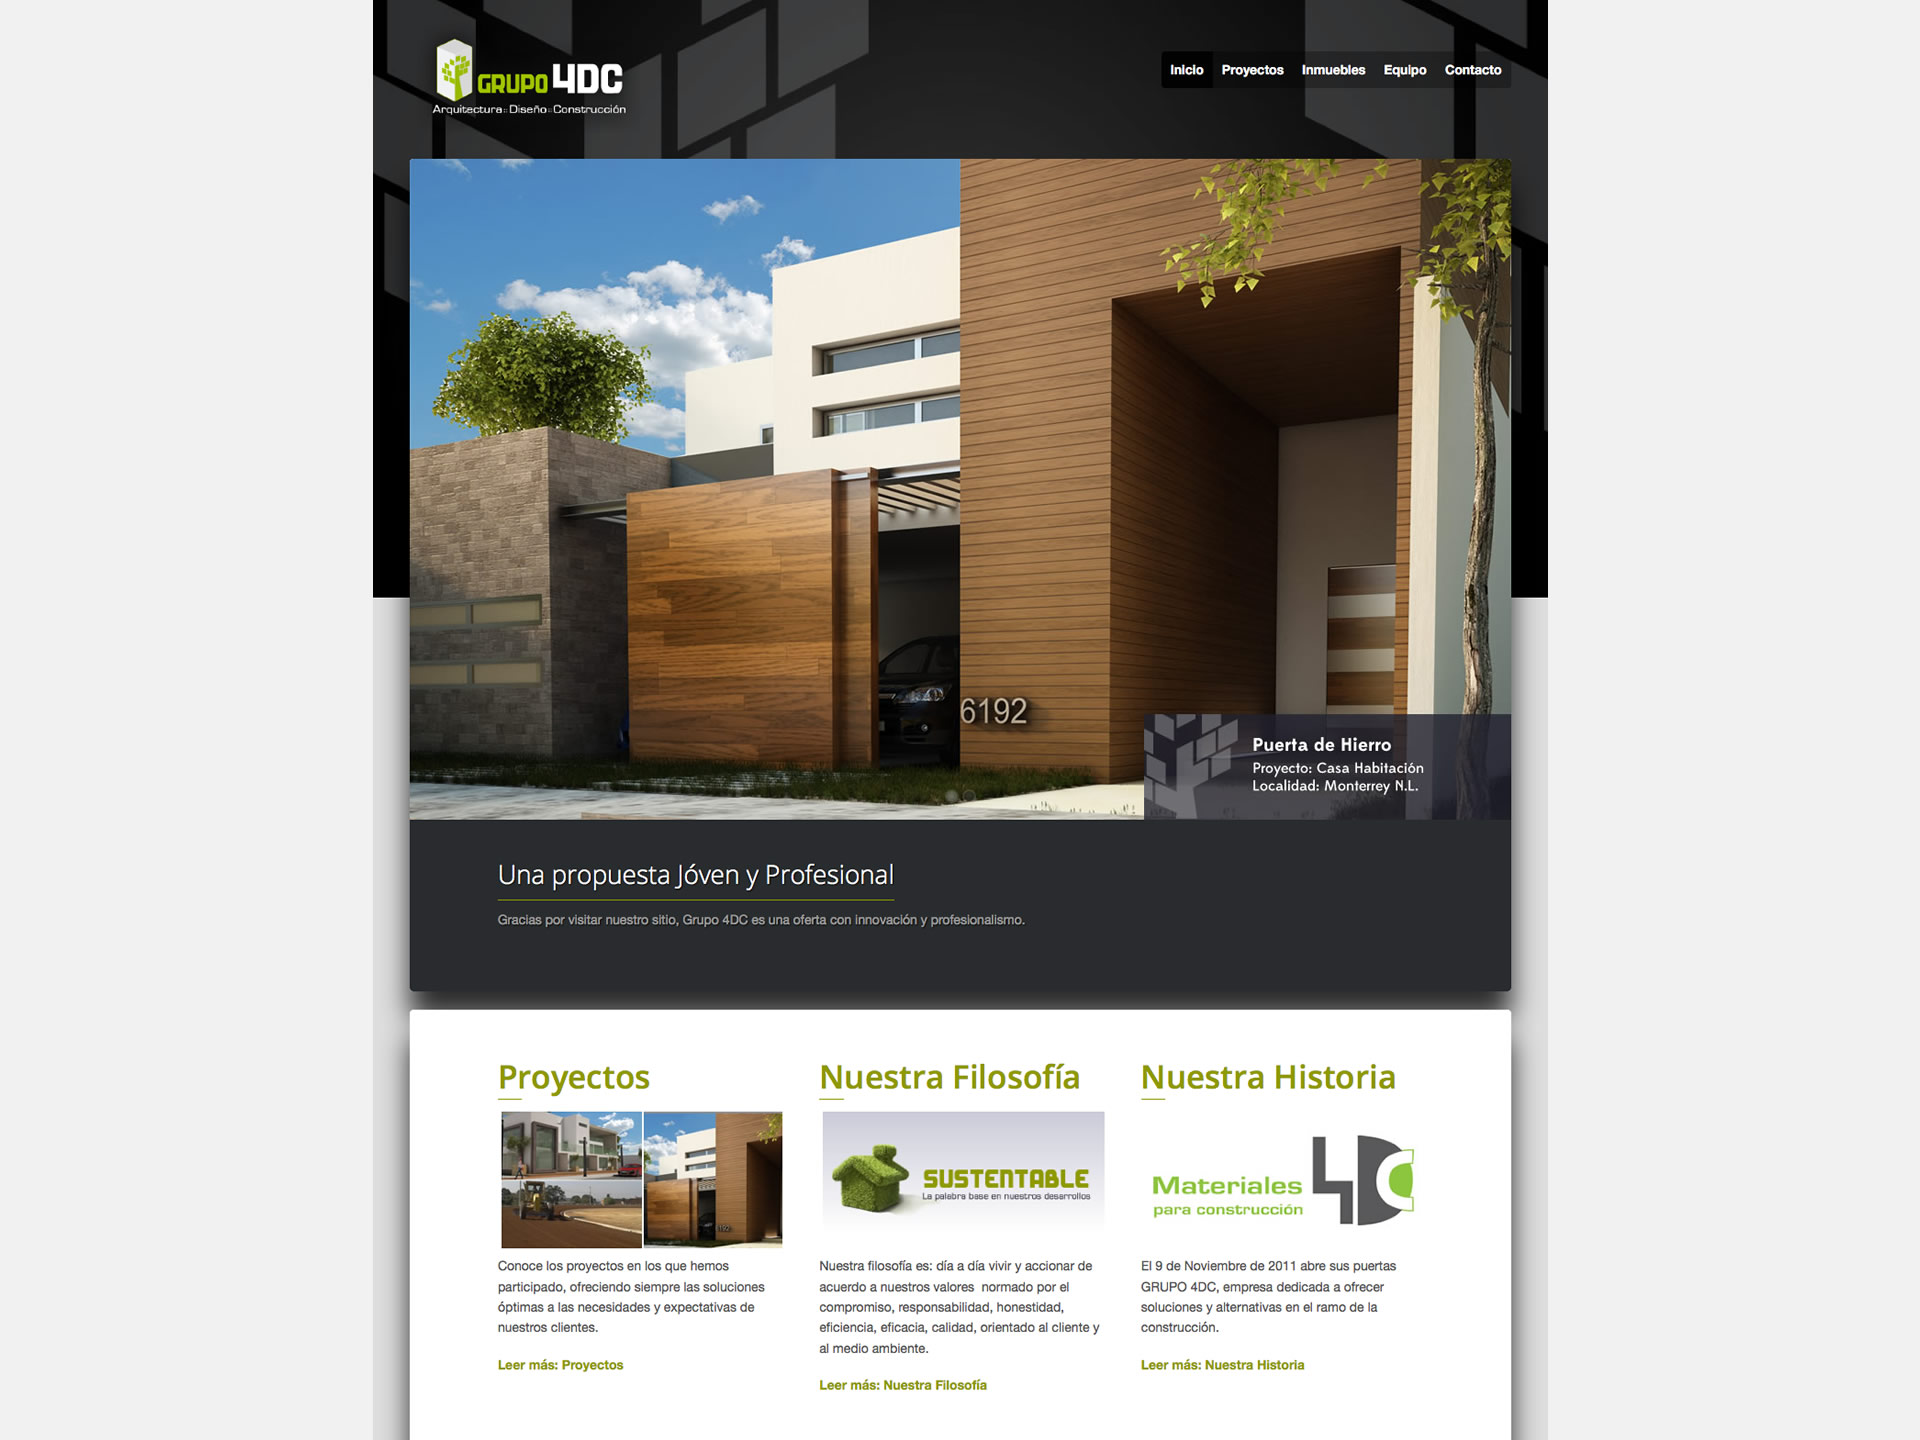 GRUPO 4DC
Arquitectura :: Diseño :: Construcción
Inicio Proyectos Inmuebles Equipo Contacto
6192
Puerta de Hierro
Proyecto: Casa Habitación
Localidad: Monterrey N.L.
Una propuesta Jóven y Profesional
Gracias por visitar nuestro sitio, Grupo 4DC es una oferta con innovación y profesionalismo.
Proyectos
6192
Conoce los proyectos en los que hemos
participado, ofreciendo siempre las soluciones
óptimas a las necesidades y expectativas de
nuestros clientes.
Leer más: Proyectos
Nuestra Filosofía
SUSTENTABLE
La palabra base en nuestros desarrollos
Nuestra filosofía es: día a día vivir y accionar de
acuerdo a nuestros valores normado por el
compromiso, responsabilidad, honestidad,
eficiencia, eficacia, calidad, orientado al cliente y
al medio ambiente.
Leer más: Nuestra Filosofía
Nuestra Historia
Materiales
para construcción
4DC
El 9 de Noviembre de 2011 abre sus puertas
GRUPO 4DC, empresa dedicada a ofrecer
soluciones y alternativas en el ramo de la
construcción.
Leer más: Nuestra Historia